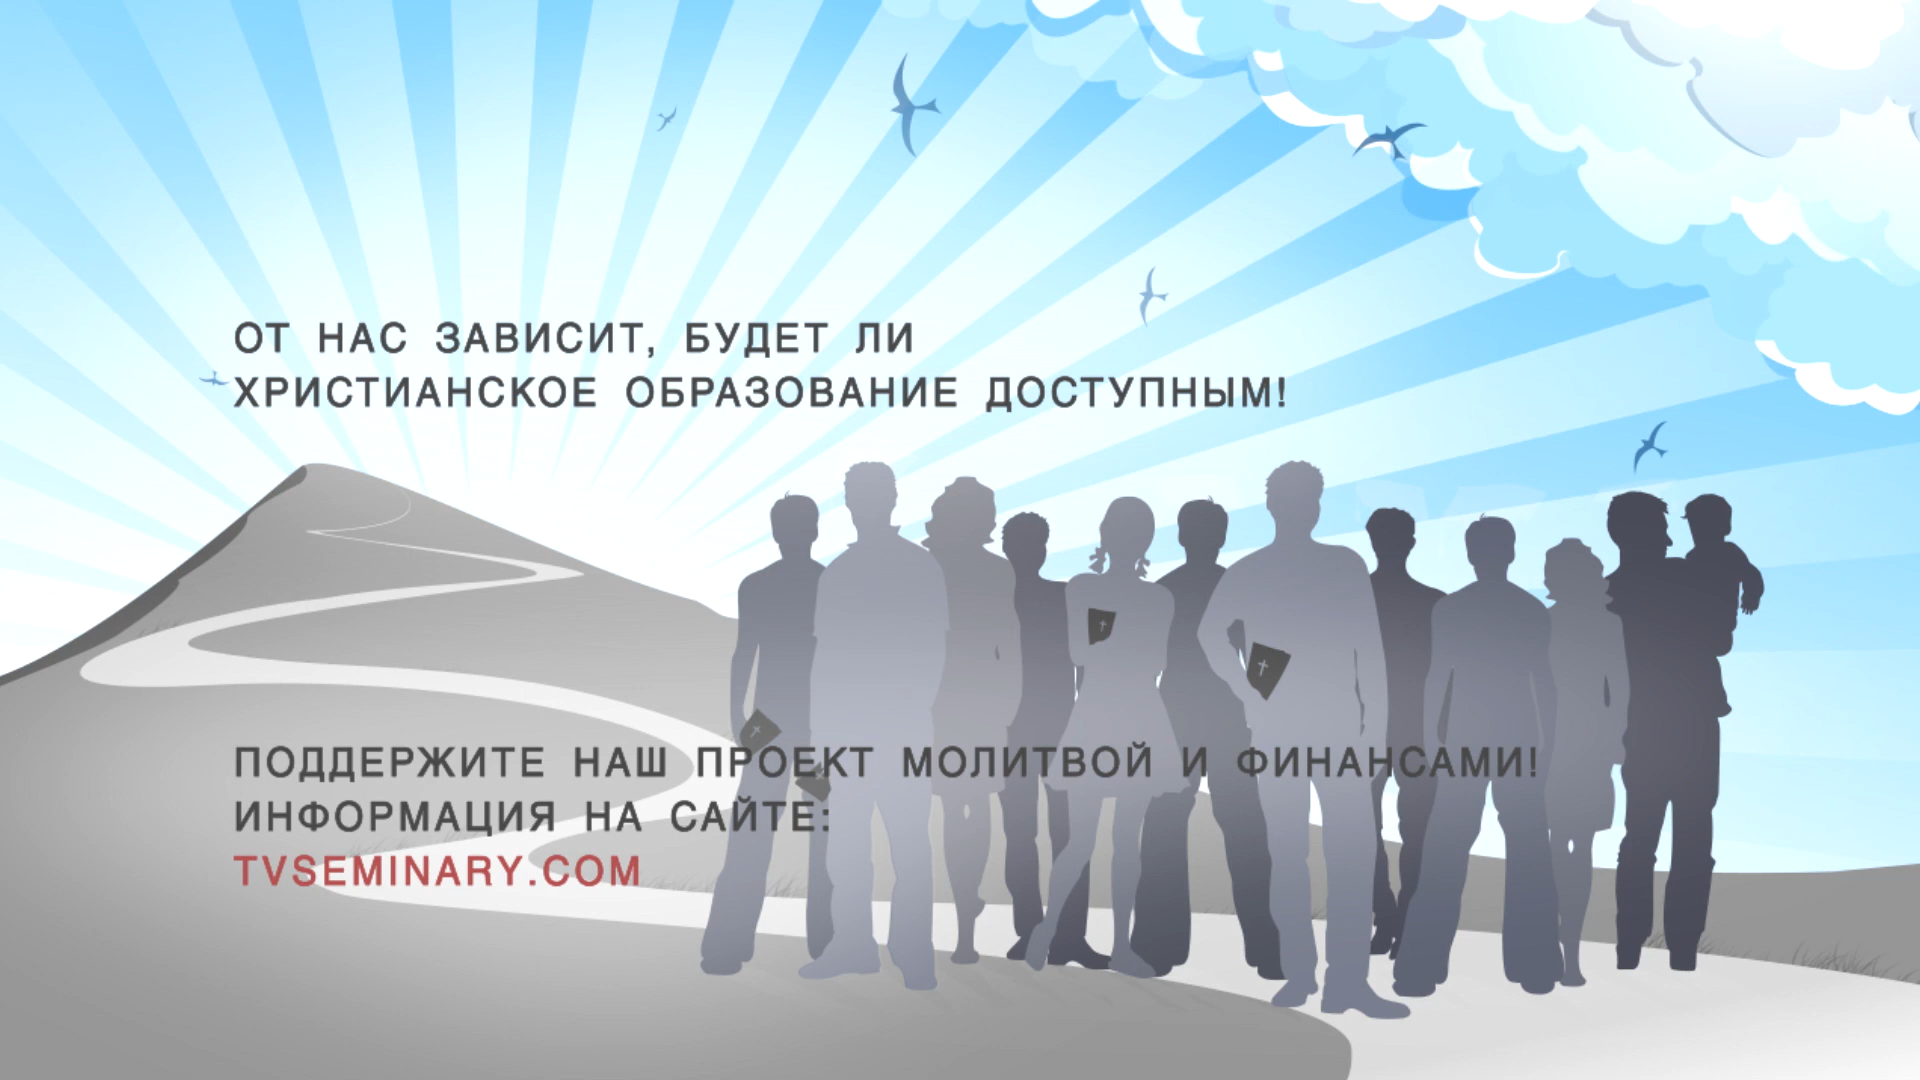 ОТ НАС ЗАВИСИТ, БУДЕТ ЛИ
ХРИСТИАНСКОЕ ОБРАЗОВАНИЕ ДОСТУПНЫМ!
ПОДДЕРЖИТЕ НАШ ПРОЕКТ МОЛИТВОЙ И ФИНАНСАМИ!
ИНФОРМАЦИЯ НА САЙТЕ:
TVSEMINARY.COM